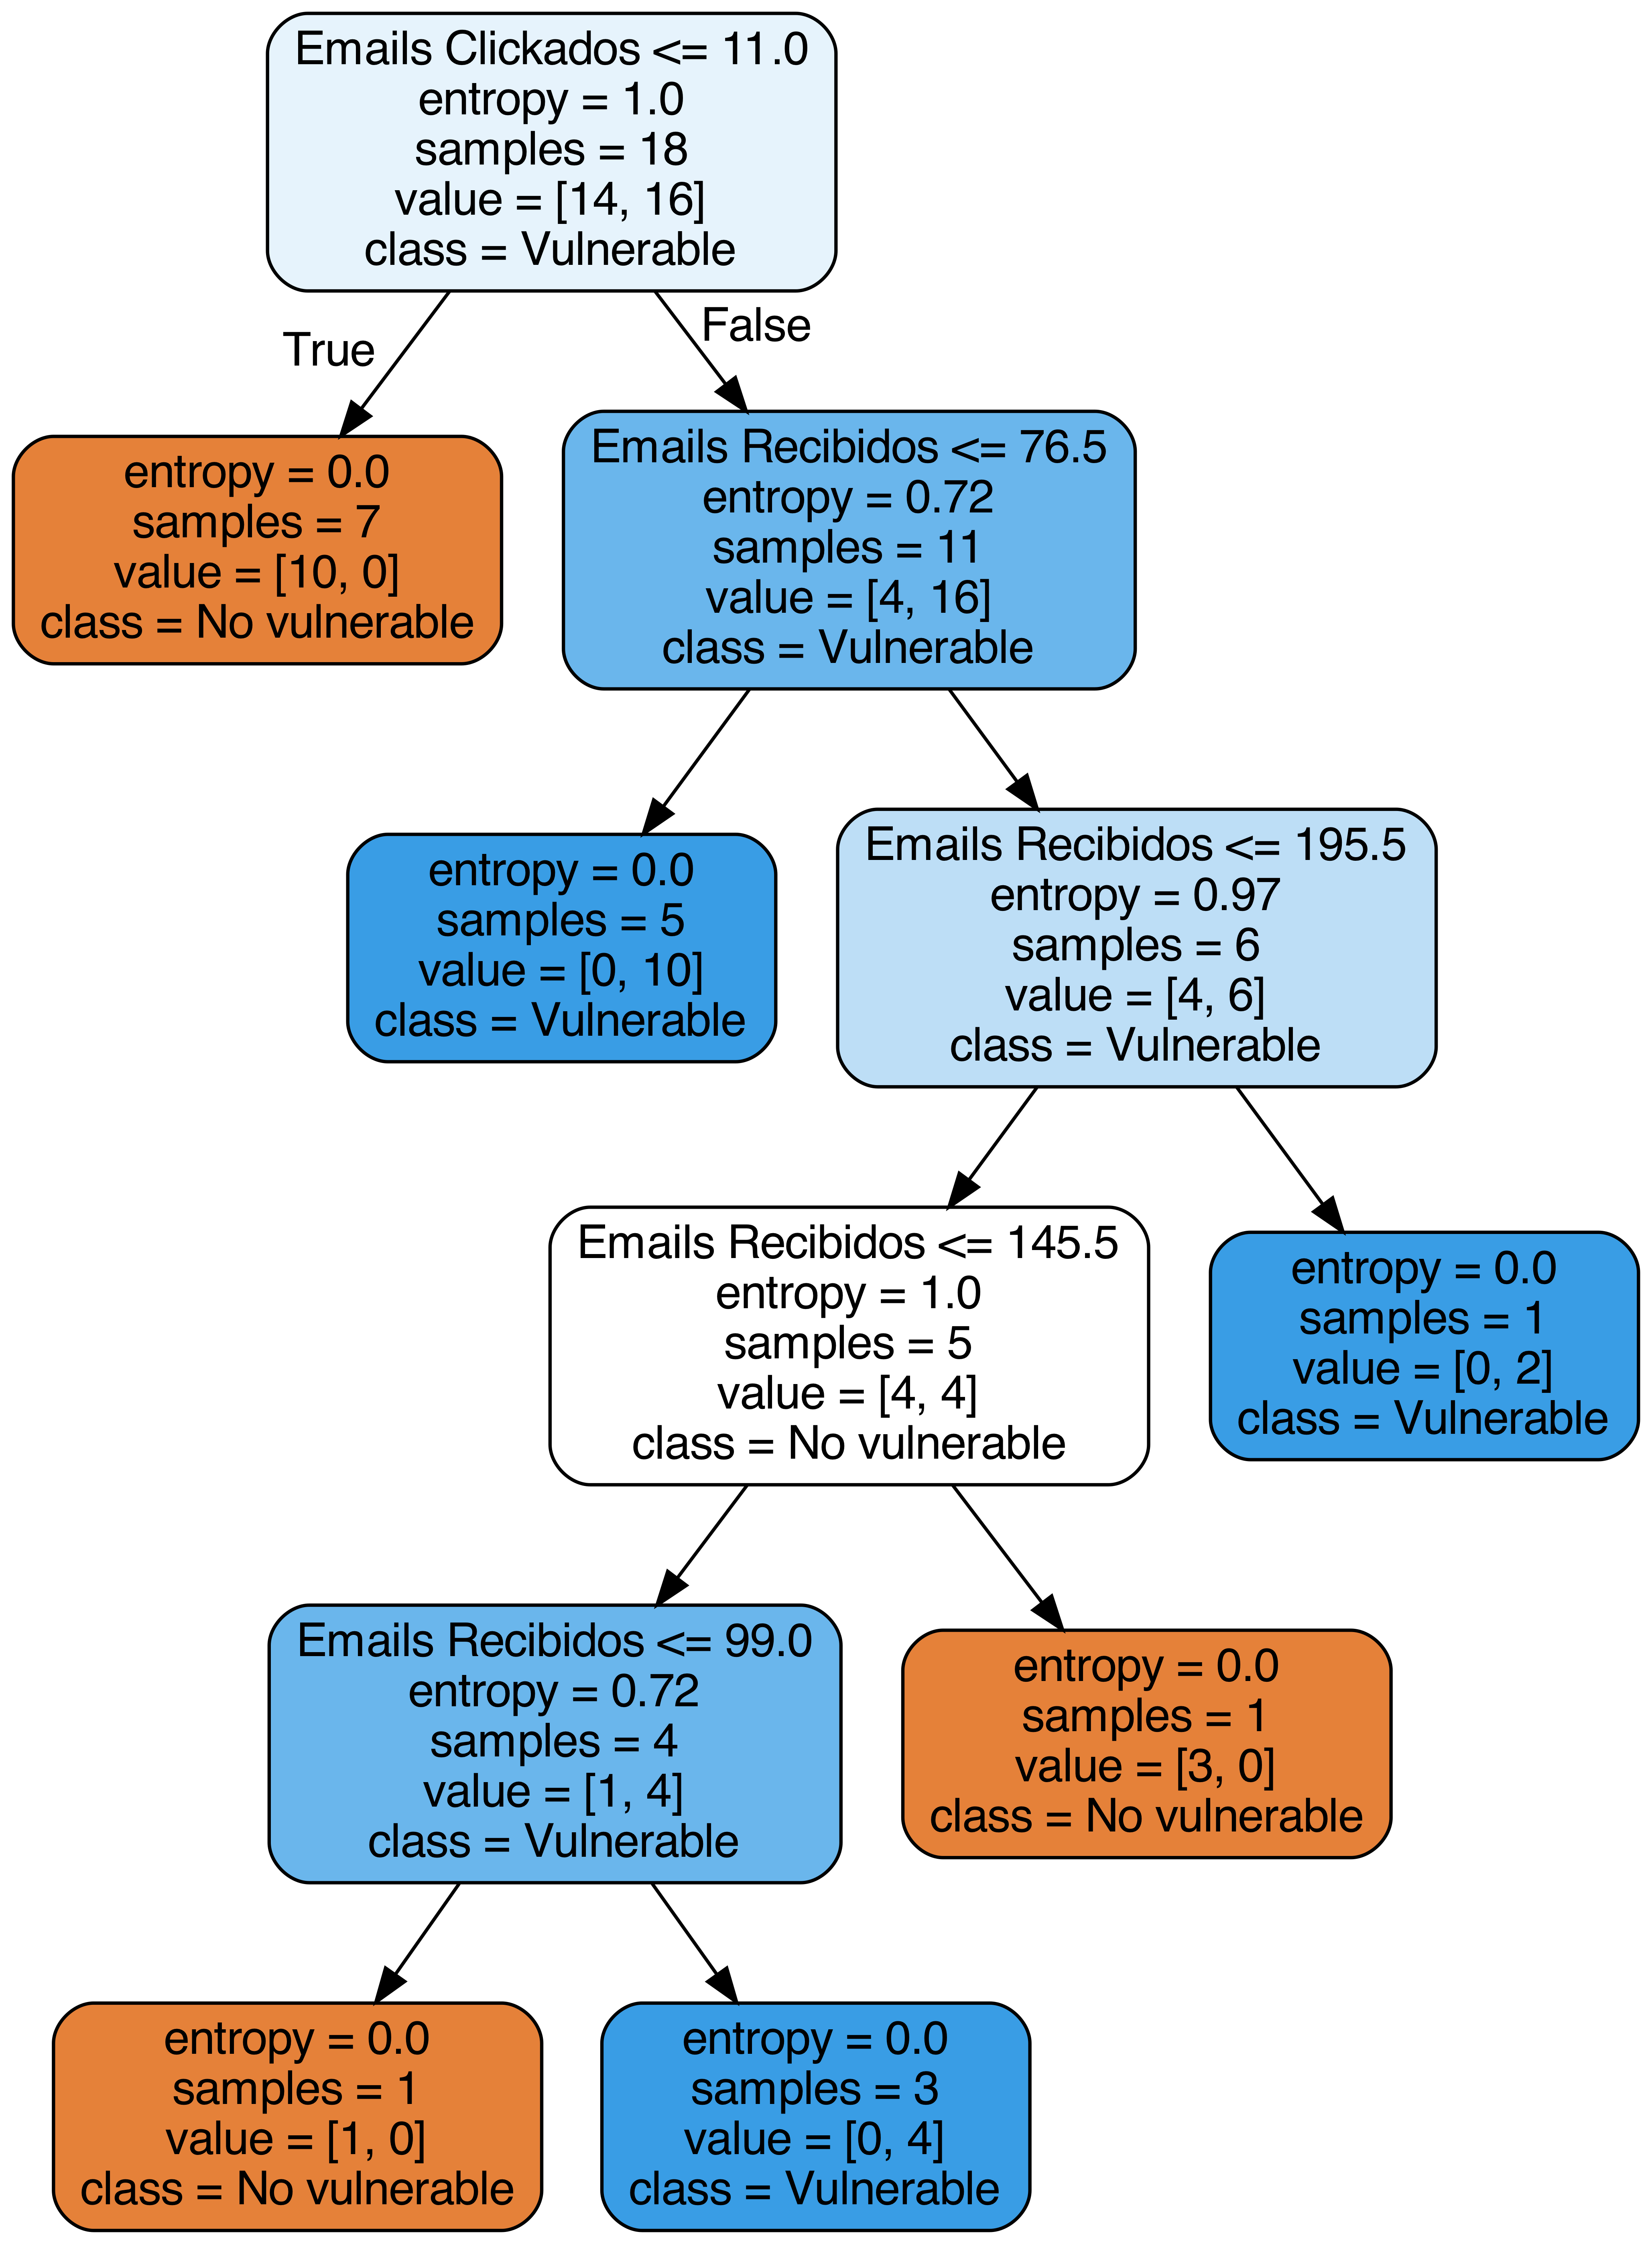 Emails Clickados <= 11.0
entropy = 1.0
samples = 18
value = [14, 16]
class = Vulnerable
True
False
entropy = 0.0
samples = 7
value = [10, 0]
class = No vulnerable
Emails Recibidos <= 76.5
entropy = 0.72
samples = 11
value = [4, 16]
class = Vulnerable
entropy = 0.0
samples = 5
value = [0, 10]
class = Vulnerable
Emails Recibidos <= 195.5
entropy = 0.97
samples = 6
value = [4, 6]
class = Vulnerable
Emails Recibidos <= 145.5
entropy = 1.0
samples = 5
value = [4, 4]
class = No vulnerable
entropy = 0.0
samples = 1
value = [0, 2]
class = Vulnerable
Emails Recibidos <= 99.0
entropy = 0.72
samples = 4
value = [1, 4]
class = Vulnerable
entropy = 0.0
samples = 1
value = [3, 0]
class = No vulnerable
entropy = 0.0
samples = 1
value = [1, 0]
class = No vulnerable
entropy = 0.0
samples = 3
value = [0, 4]
class = Vulnerable